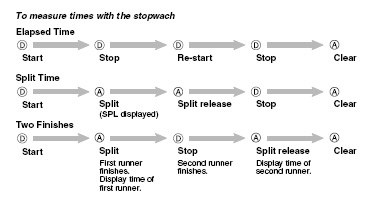 To measure times with the stopwach
Elapsed Time
D D D D A
Start Stop Re-start Stop Clear
Split Time
D A A D A
Start Split Split release Stop Clear
(SPL displayed)
Two Finishes
D A D A A
Start Split Stop Split release Clear
First runner Second runner Display time of
finishes. finishes. second runner.
Display time of
first runner.